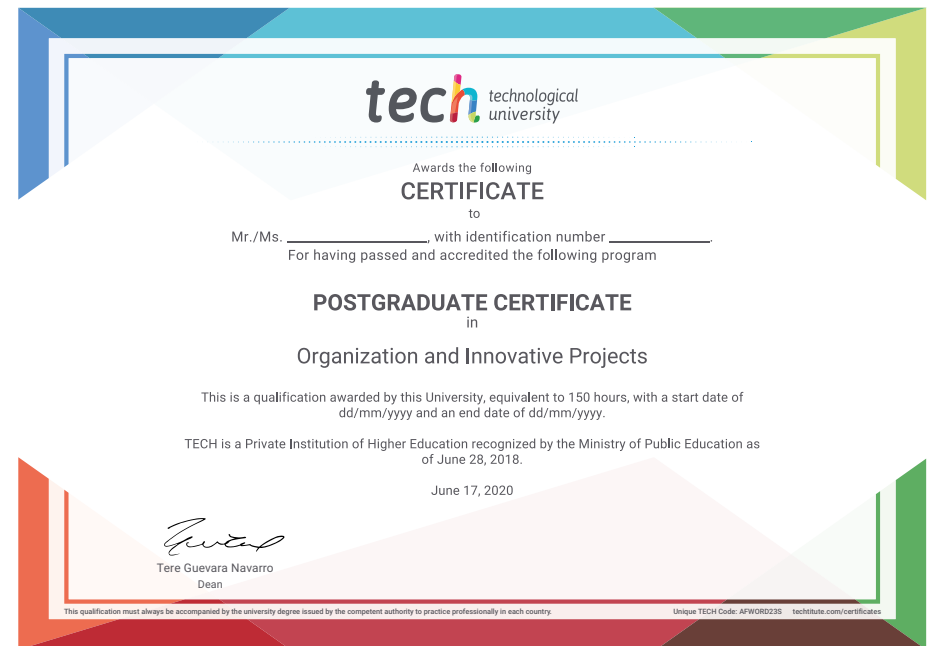 tech technological
university
Awards the following
CERTIFICATE
to
Mr./Ms. ____________, with identification number ____________.
For having passed and accredited the following program
POSTGRADUATE CERTIFICATE
in
Organization and Innovative Projects
This is a qualification awarded by this University, equivalent to 150 hours, with a start date of
dd/mm/yyyy and an end date of dd/mm/yyyy.
TECH is a Private Institution of Higher Education recognized by the Ministry of Public Education as
of June 28, 2018.
June 17, 2020
Tere Guevara Navarro
Dean
This qualification must always be accompanied by the university degree issued by the competent authority to practice professionally in each country. Unique TECH Code: AFWORD23S techtitute.com/certificates